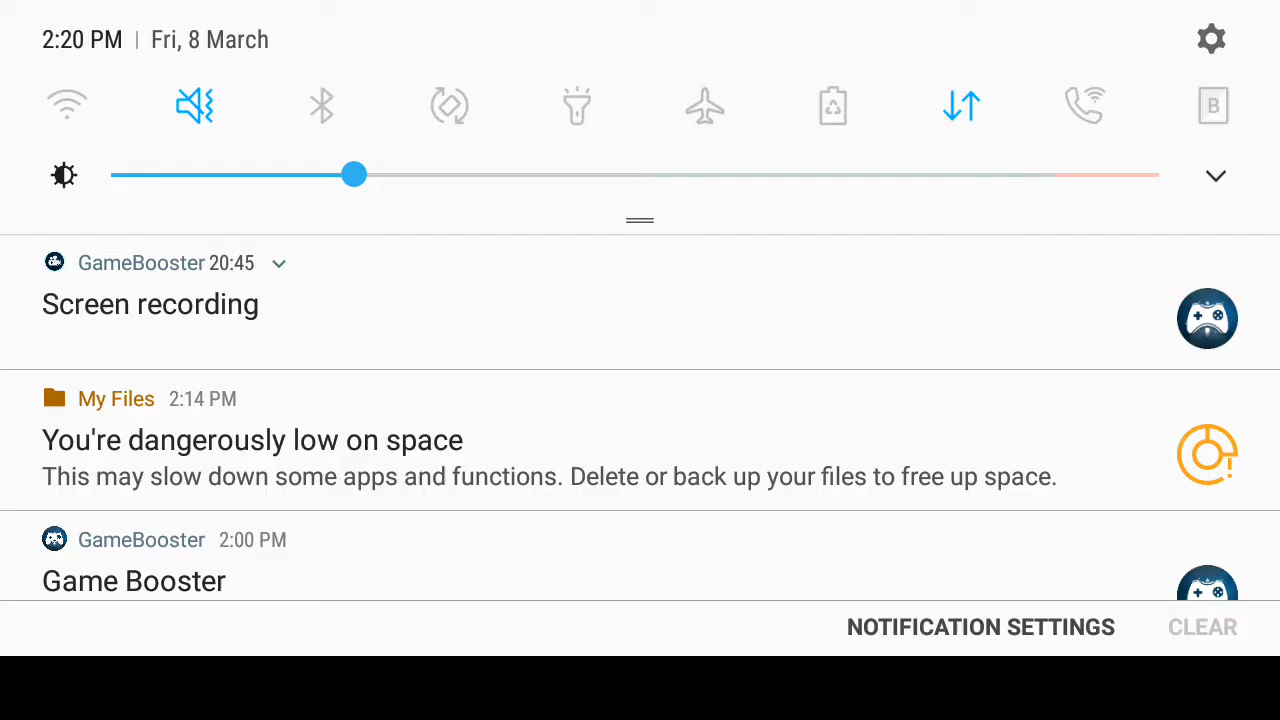 2:20 PM | Fri, 8 March
B
GameBooster 20:45
Screen recording
My Files 2:14 PM
You're dangerously low on space
This may slow down some apps and functions. Delete or back up your files to free up space.
GameBooster 2:00 PM
Game Booster
NOTIFICATION SETTINGS CLEAR